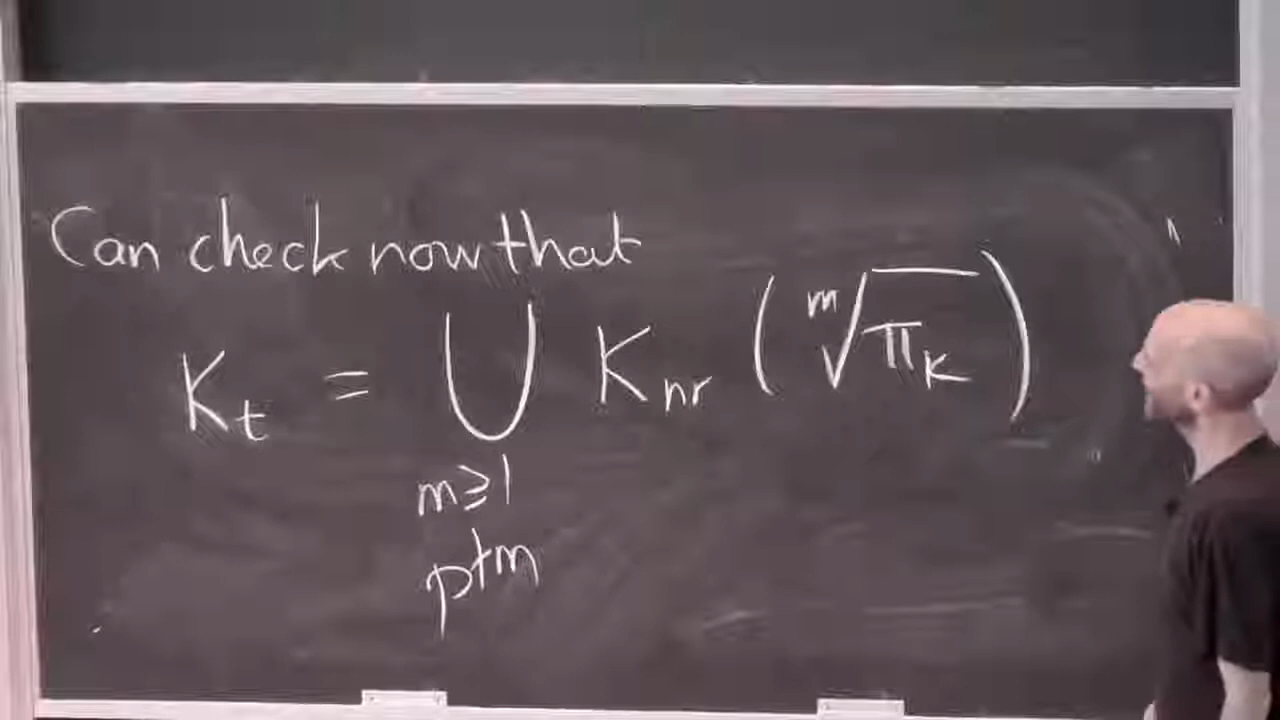 Can check now that
K_t = ⋃ K_nr ( ᵐ√π_K )
m ⩾ 1
p ∤ m